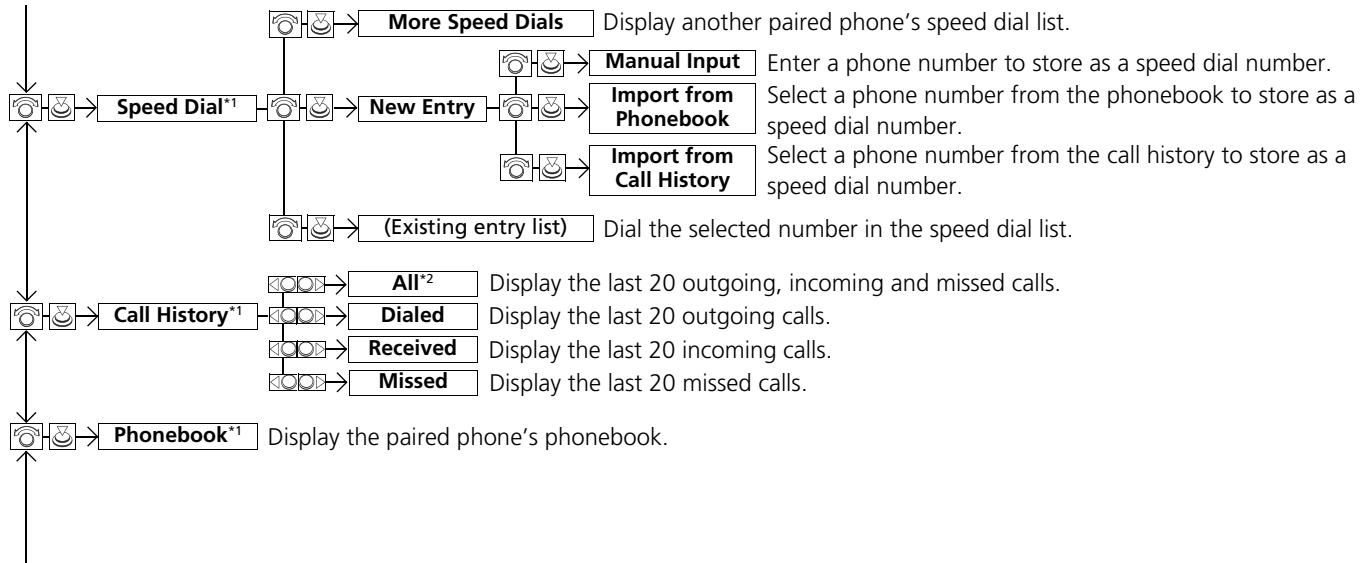 More Speed Dials Display another paired phone’s speed dial list.
Manual Input Enter a phone number to store as a speed dial number.
Speed Dial*1 New Entry
Import from Phonebook
Select a phone number from the phonebook to store as a
speed dial number.
Import from Call History
Select a phone number from the call history to store as a
speed dial number.
(Existing entry list) Dial the selected number in the speed dial list.
All*2 Display the last 20 outgoing, incoming and missed calls.
Call History*1 Dialed Display the last 20 outgoing calls.
Received Display the last 20 incoming calls.
Missed Display the last 20 missed calls.
Phonebook*1 Display the paired phone’s phonebook.